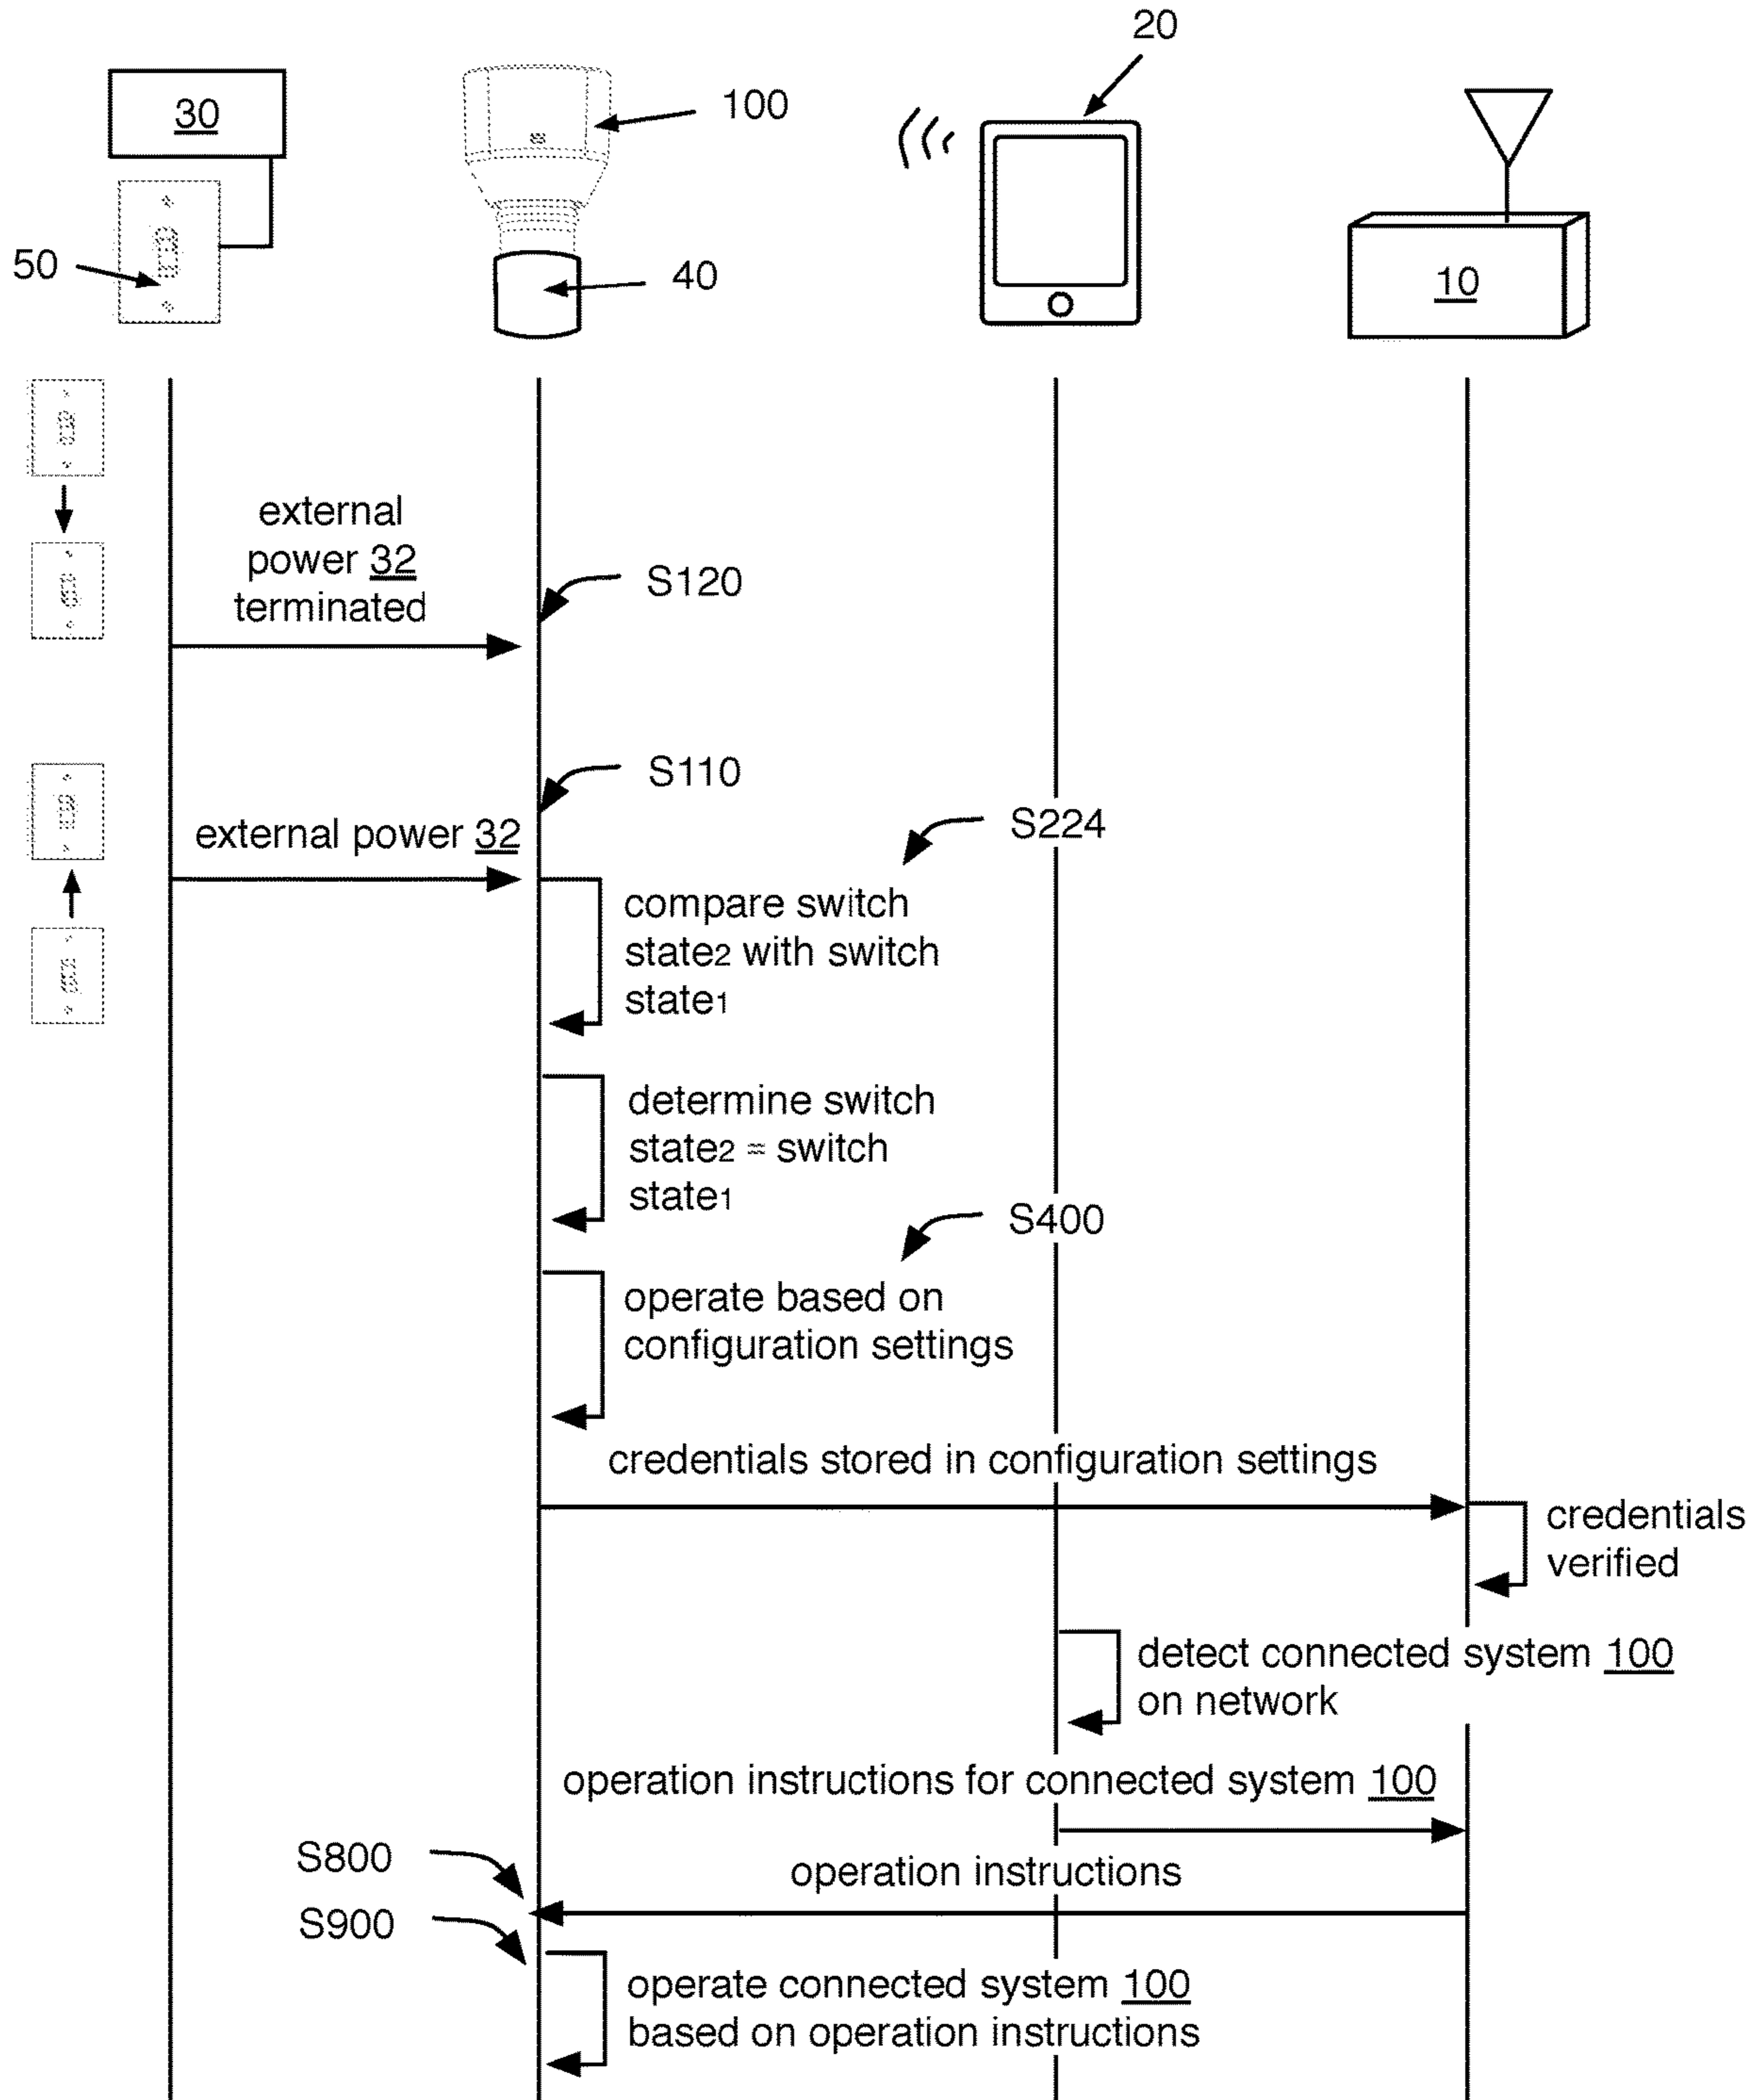 20
30
100
50
40
10
external
power 32
terminated
S120
S110
external power 32
S224
compare switch
state2 with switch
state1
determine switch
state2 = switch
state1
S400
operate based on
configuration settings
credentials stored in configuration settings
credentials
verified
detect connected system 100
on network
operation instructions for connected system 100
S800
operation instructions
S900
operate connected system 100
based on operation instructions